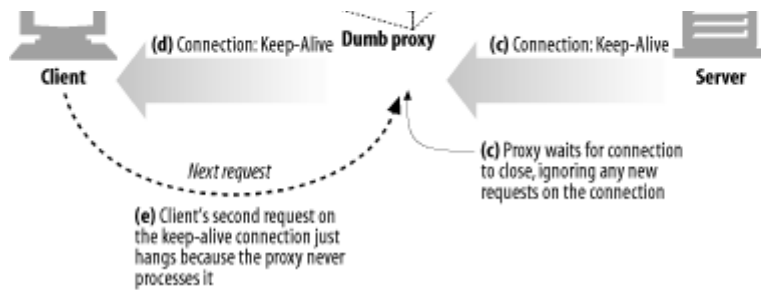 (d) Connection: Keep-Alive
Dumb proxy
(c) Connection: Keep-Alive
Client
Server
(c) Proxy waits for connection
to close, ignoring any new
requests on the connection
Next request
(e) Client's second request on
the keep-alive connection just
hangs because the proxy never
processes it